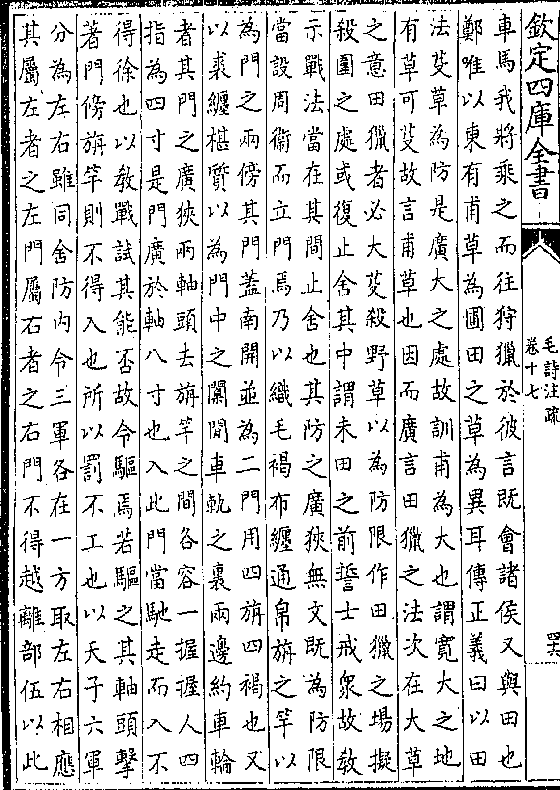 欽定四庫全書
毛詩注疏
卷十七
四六
車馬我將乘之而往狩獵於彼言既會諸侯又與田也
鄭唯以東有甫草為圃田之草為異耳傳正義曰以田
法芟草為防是廣大之處故訓甫為大也謂寛大之地
有草可芟故言甫草也因而廣言田獵之法次在大草
之意田獵者必大芟殺野草以為防限作田獵之場擬
殺圍之處或復止舍其中謂未田之前誓士戒衆故教
示戰法當在其間止舍也其防之廣狹無文既為防限
當設周衛而立門焉乃以織毛褐布纏通帛旃之竿以
為門之兩傍其門蓋南開並為二門用四旃四褐也又
以裘纏椹質以為門中之闑闑車軌之裏兩邊約車輪
者其門之廣狹兩軸頭去旃竿之間各容一握握人四
指為四寸是門廣於軸八寸也入此門當馳走而入不
得徐也以教戰試其能否故令驅焉若驅之其軸頭擊
著門傍旃竿則不得入也所以罰不工也以天子六軍
分為左右雖同舍防内令三軍各在一方取左右相應
其屬左者之左門屬右者之右門不得越離部伍以此